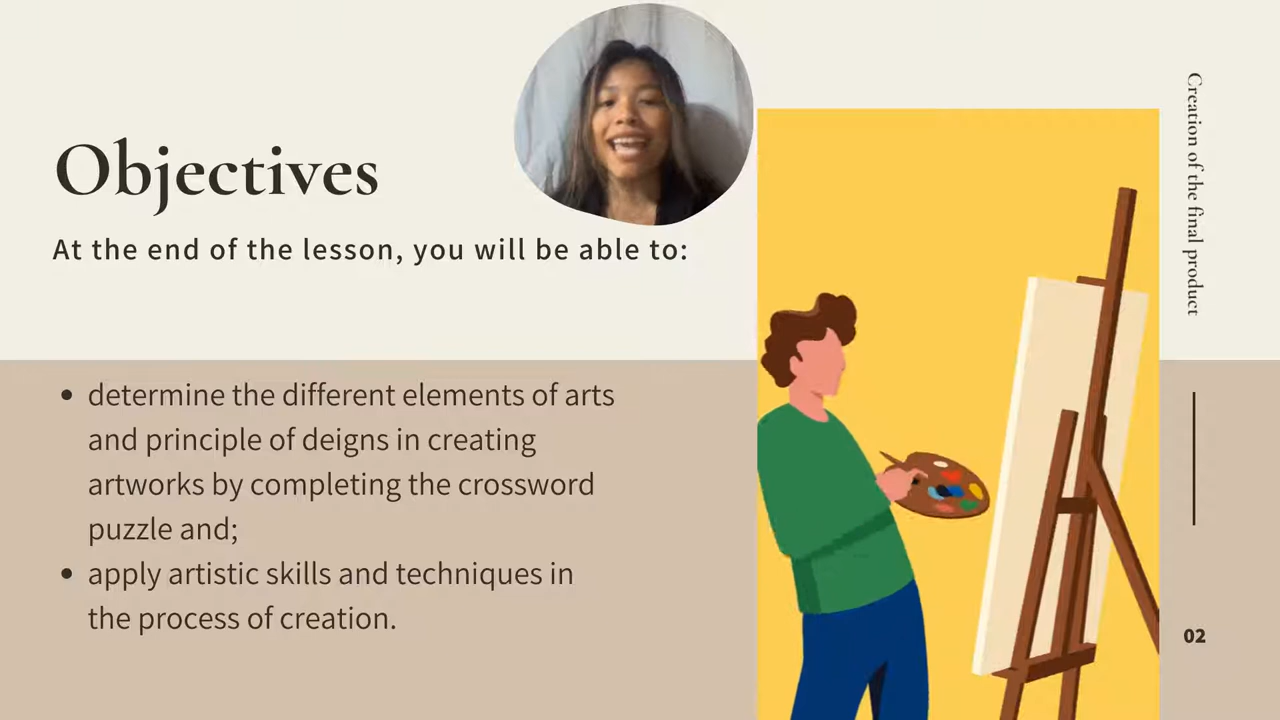 Objectives
At the end of the lesson, you will be able to:
• determine the different elements of arts
and principle of deigns in creating
artworks by completing the crossword
puzzle and;
• apply artistic skills and techniques in
the process of creation.
Creation of the final product
02